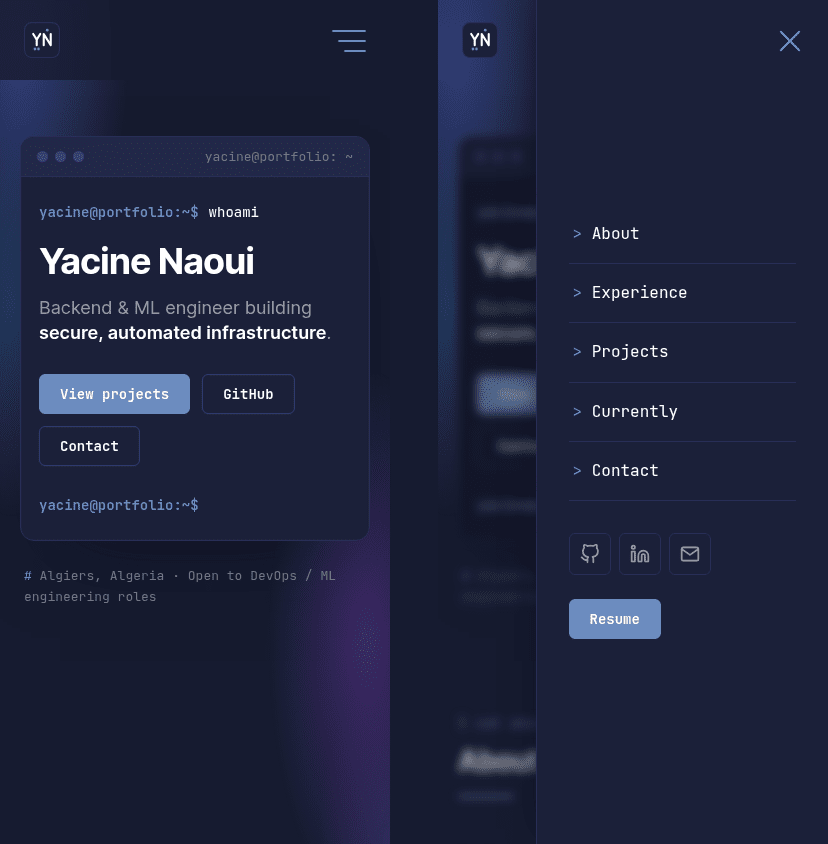 YN
yacine@portfolio: ~
yacine@portfolio:~$ whoami
Yacine Naoui
Backend & ML engineer building
secure, automated infrastructure.
View projects
GitHub
Contact
yacine@portfolio:~$
# Algiers, Algeria · Open to DevOps / ML
engineering roles
YN
> About
> Experience
> Projects
> Currently
> Contact
Resume
About